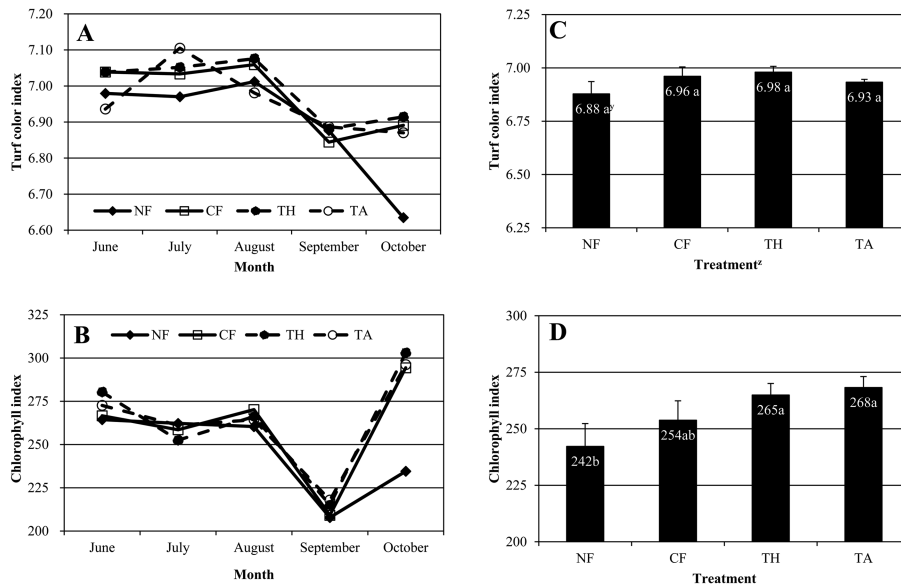 A
Turf color index
7.20
7.10
7.00
6.90
6.80
6.70
6.60
NF CF TH TA
June July August September October
Month
C
Turf color index
7.25
7.00
6.75
6.50
6.25
6.88 aʸ 6.96 a 6.98 a 6.93 a
NF CF TH TA
Treatmentᶻ
B
Chlorophyll index
325
300
275
250
225
200
NF CF TH TA
June July August September October
Month
D
Chlorophyll index
300
275
250
225
200
242b 254ab 265a 268a
NF CF TH TA
Treatment